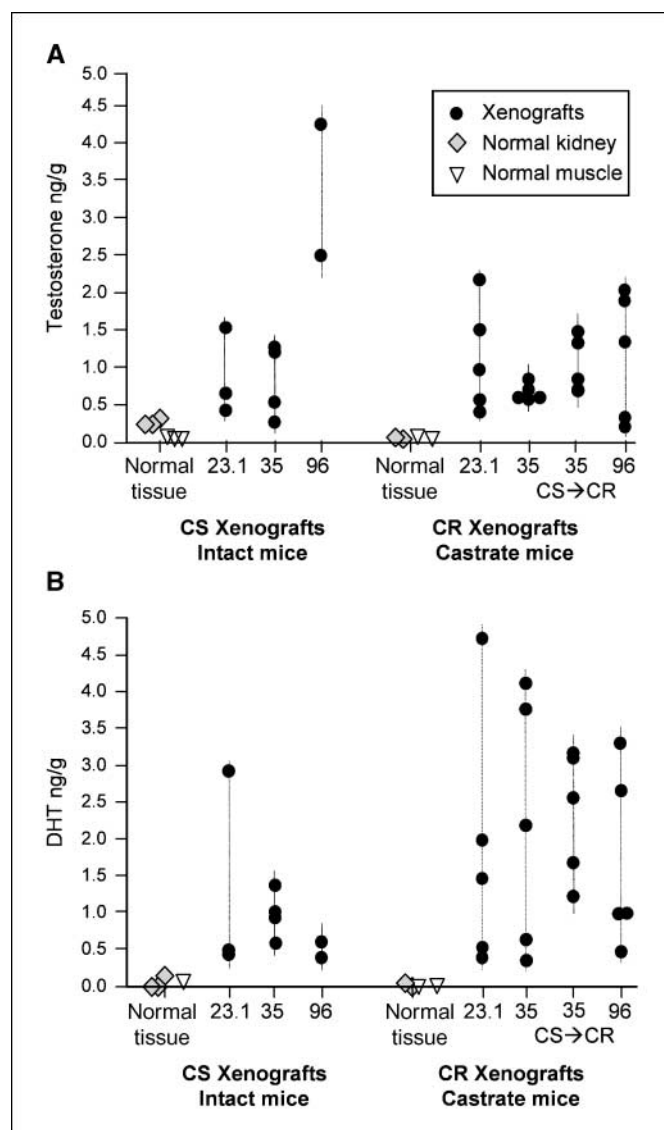 A
5.0
4.5
4.0
3.5
3.0
2.5
2.0
1.5
1.0
0.5
0.0
Testosterone ng/g
Xenografts
Normal kidney
Normal muscle
Normal 23.1 35 96 Normal 23.1 35 35 96
tissue tissue CS→CR
CS Xenografts CR Xenografts
Intact mice Castrate mice
B
5.0
4.5
4.0
3.5
3.0
2.5
2.0
1.5
1.0
0.5
0.0
DHT ng/g
Normal 23.1 35 96 Normal 23.1 35 35 96
tissue tissue CS→CR
CS Xenografts CR Xenografts
Intact mice Castrate mice